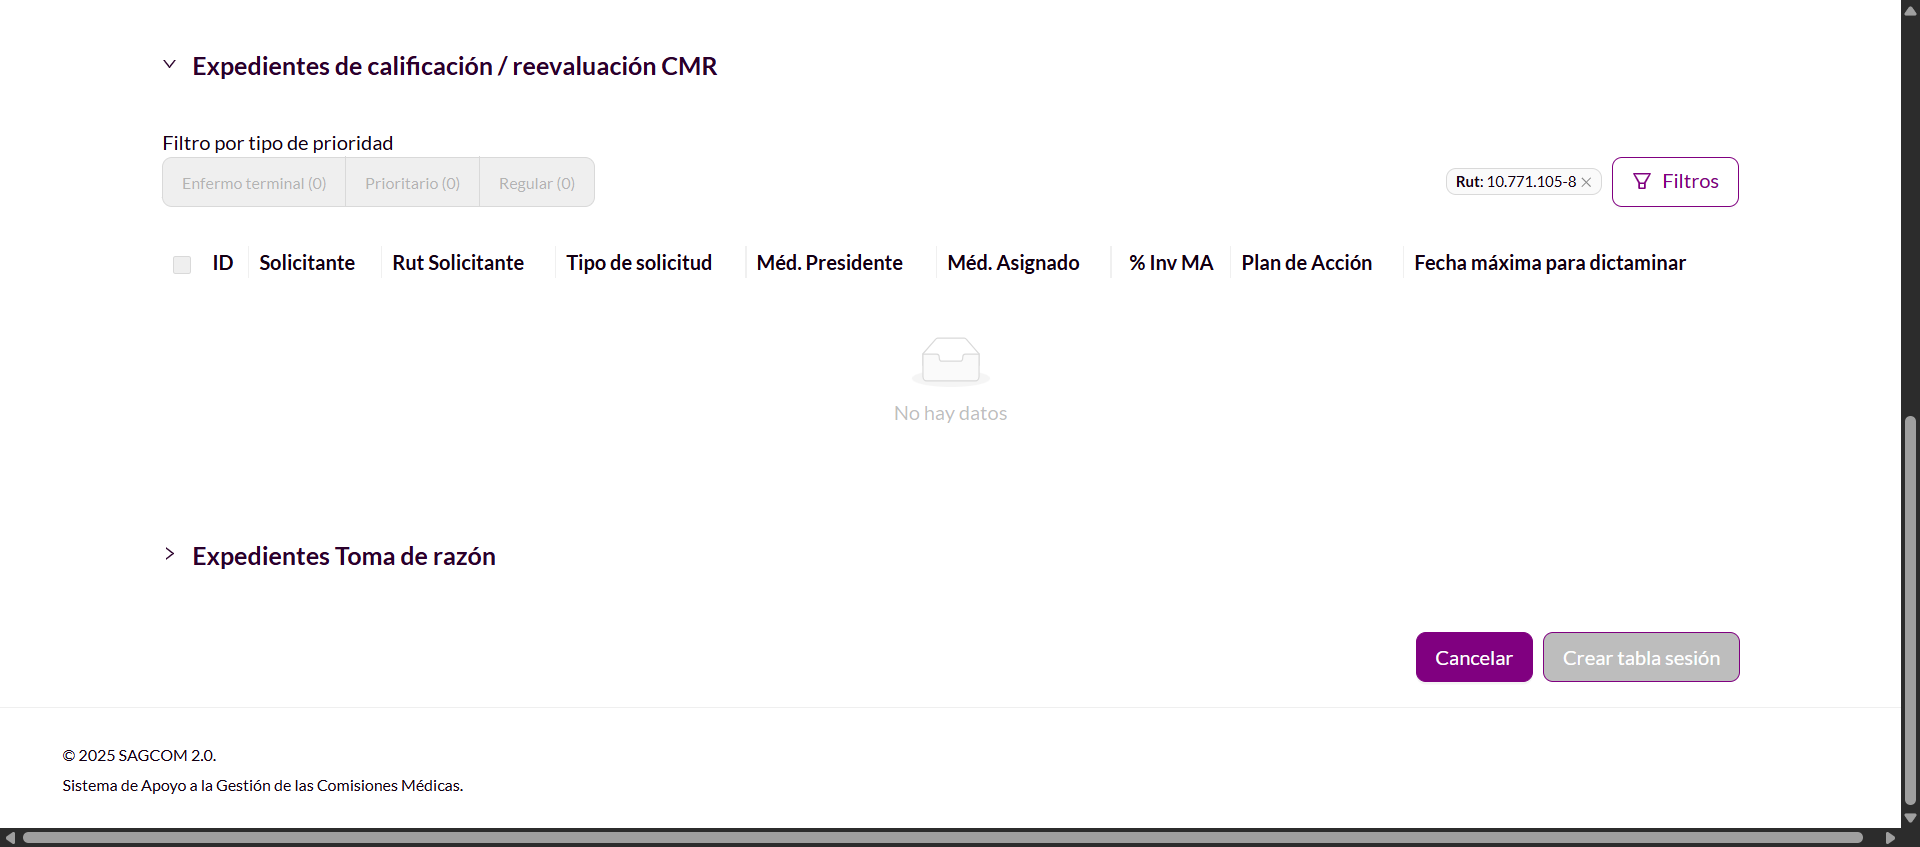 Expedientes de calificación / reevaluación CMR
Filtro por tipo de prioridad
Enfermo terminal (0) Prioritario (0) Regular (0) Rut: 10.771.105-8 Filtros
ID Solicitante Rut Solicitante Tipo de solicitud Méd. Presidente Méd. Asignado % Inv MA Plan de Acción Fecha máxima para dictaminar
No hay datos
Expedientes Toma de razón
Cancelar Crear tabla sesión
© 2025 SAGCOM 2.0.
Sistema de Apoyo a la Gestión de las Comisiones Médicas.